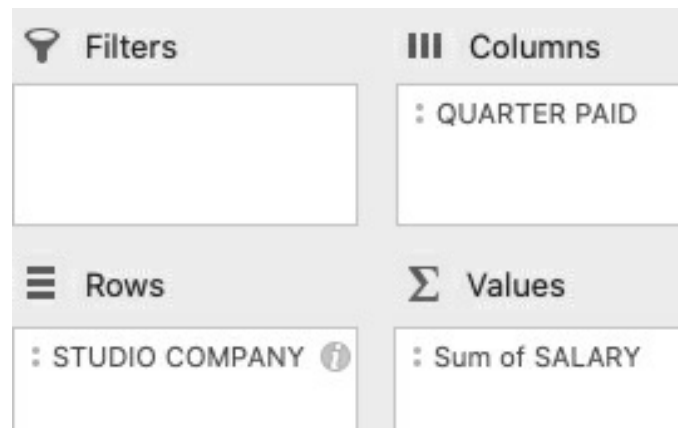 Filters
Columns
QUARTER PAID
Rows
Values
STUDIO COMPANY
Sum of SALARY